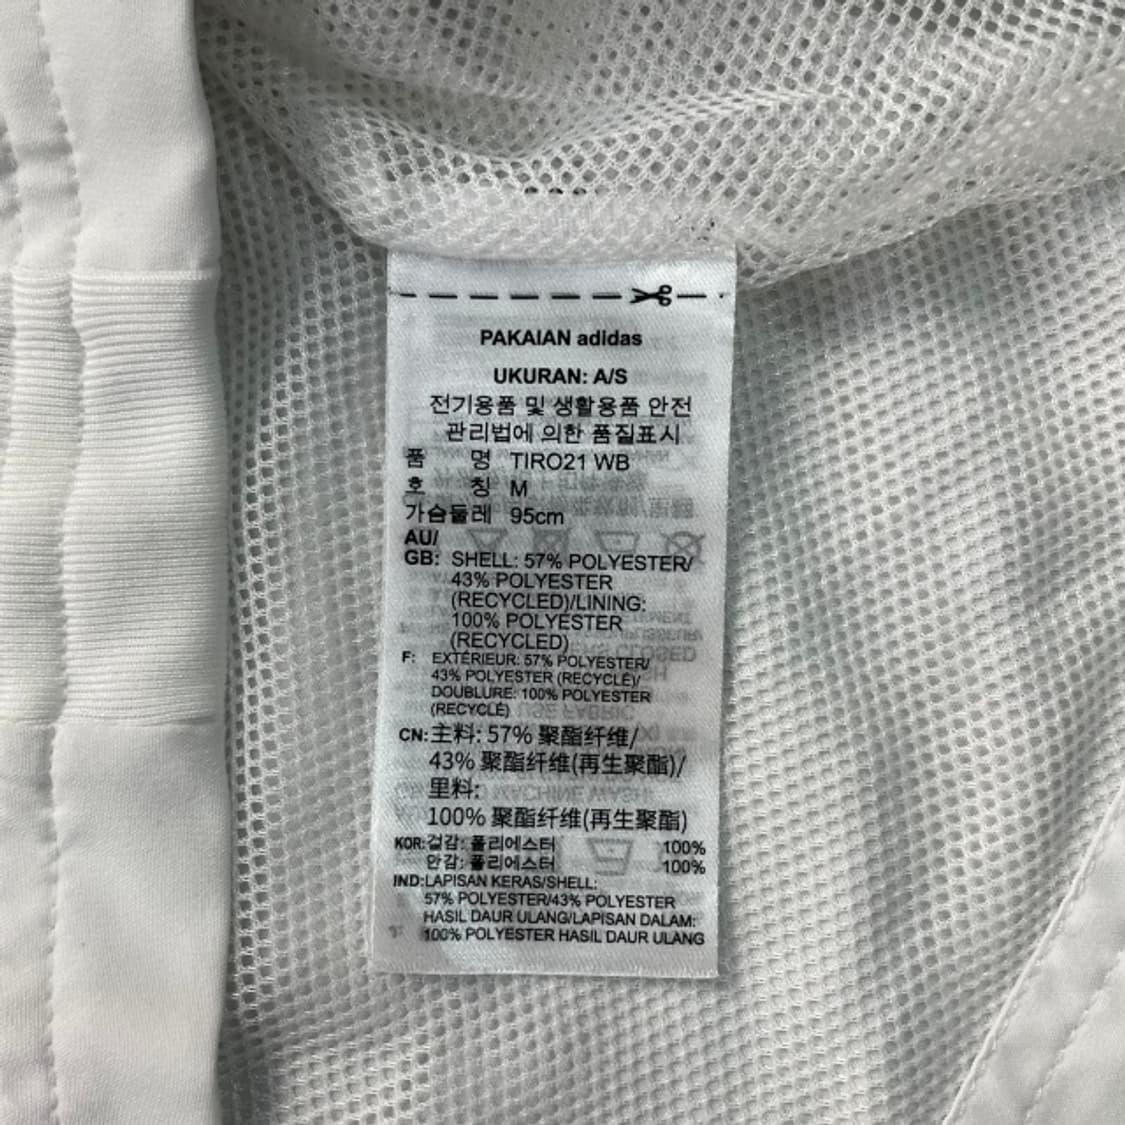 PAKAIAN adidas
UKURAN: A/S
전기용품 및 생활용품 안전
관리법에 의한 품질표시
품 명 TIRO21 WB
호 칭 M
가슴둘레 95cm
AU/
GB: SHELL: 57% POLYESTER/
43% POLYESTER
(RECYCLED)/LINING:
100% POLYESTER
(RECYCLED)
F: EXTÉRIEUR: 57% POLYESTER/
43% POLYESTER (RECYCLÉ)/
DOUBLURE: 100% POLYESTER
(RECYCLÉ)
CN: 主料: 57% 聚酯纤维/
43% 聚酯纤维(再生聚酯)/
里料:
100% 聚酯纤维(再生聚酯)
KOR: 겉감: 폴리에스터 100%
안감: 폴리에스터 100%
IND: LAPISAN KERAS/SHELL:
57% POLYESTER/43% POLYESTER
HASIL DAUR ULANG/LAPISAN DALAM:
100% POLYESTER HASIL DAUR ULANG